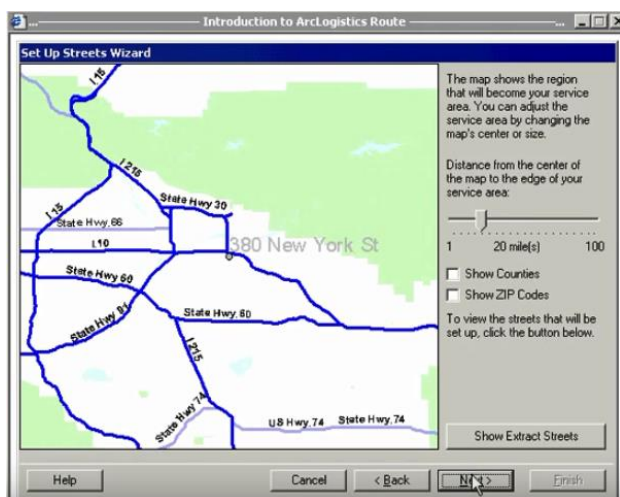 Introduction to ArcLogistics Route
Set Up Streets Wizard
I 15
I 215
State Hwy 30
I 15
State Hwy. 66
380 New York St
I.10
State Hwy 60
State Hwy 91
State Hwy. 60
I 215
State Hwy 74
US Hwy. 74
State Hwy. 74
The map shows the region
that will become your service
area. You can adjust the
service area by changing the
map's center or size.
Distance from the center of
the map to the edge of your
service area:
1 20 mile(s) 100
Show Counties
Show ZIP Codes
To view the streets that will be
set up, click the button below.
Show Extract Streets
Help
Cancel
< Back
Next >
Finish